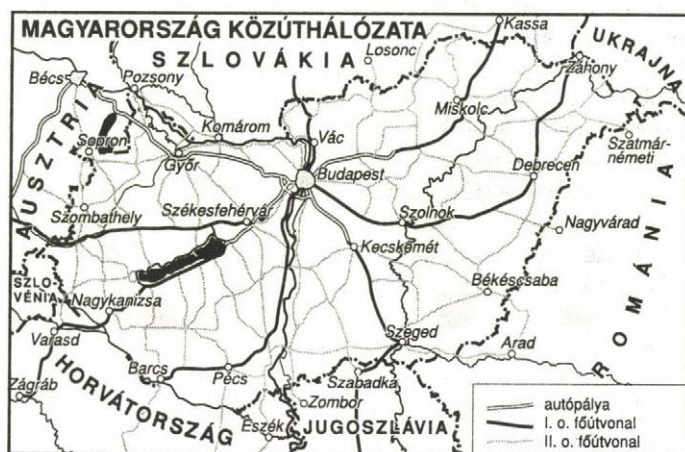 MAGYARORSZÁG KÖZÚTHÁLÓZATA
SZLOVÁKIA
Kassa
Losonc
UKRAJNA
Bécs
Pozsony
Záhony
AUSZTRIA
Miskolc
Komárom
Vác
Szatmár-
németi
Sopron
Győr
Budapest
Debrecen
Szombathely
Székesfehérvár
Szolnok
Nagyvárad
Kecskemét
ROMÁNIA
SZLO-
VÉNIA
Nagykanizsa
Békéscsaba
Varasd
Szeged
Arad
HORVÁTORSZÁG
Barcs
Pécs
Szabadka
Zágráb
Zombor
Eszék
JUGOSZLÁVIA
autópálya
I. o. főútvonal
II. o. főútvonal